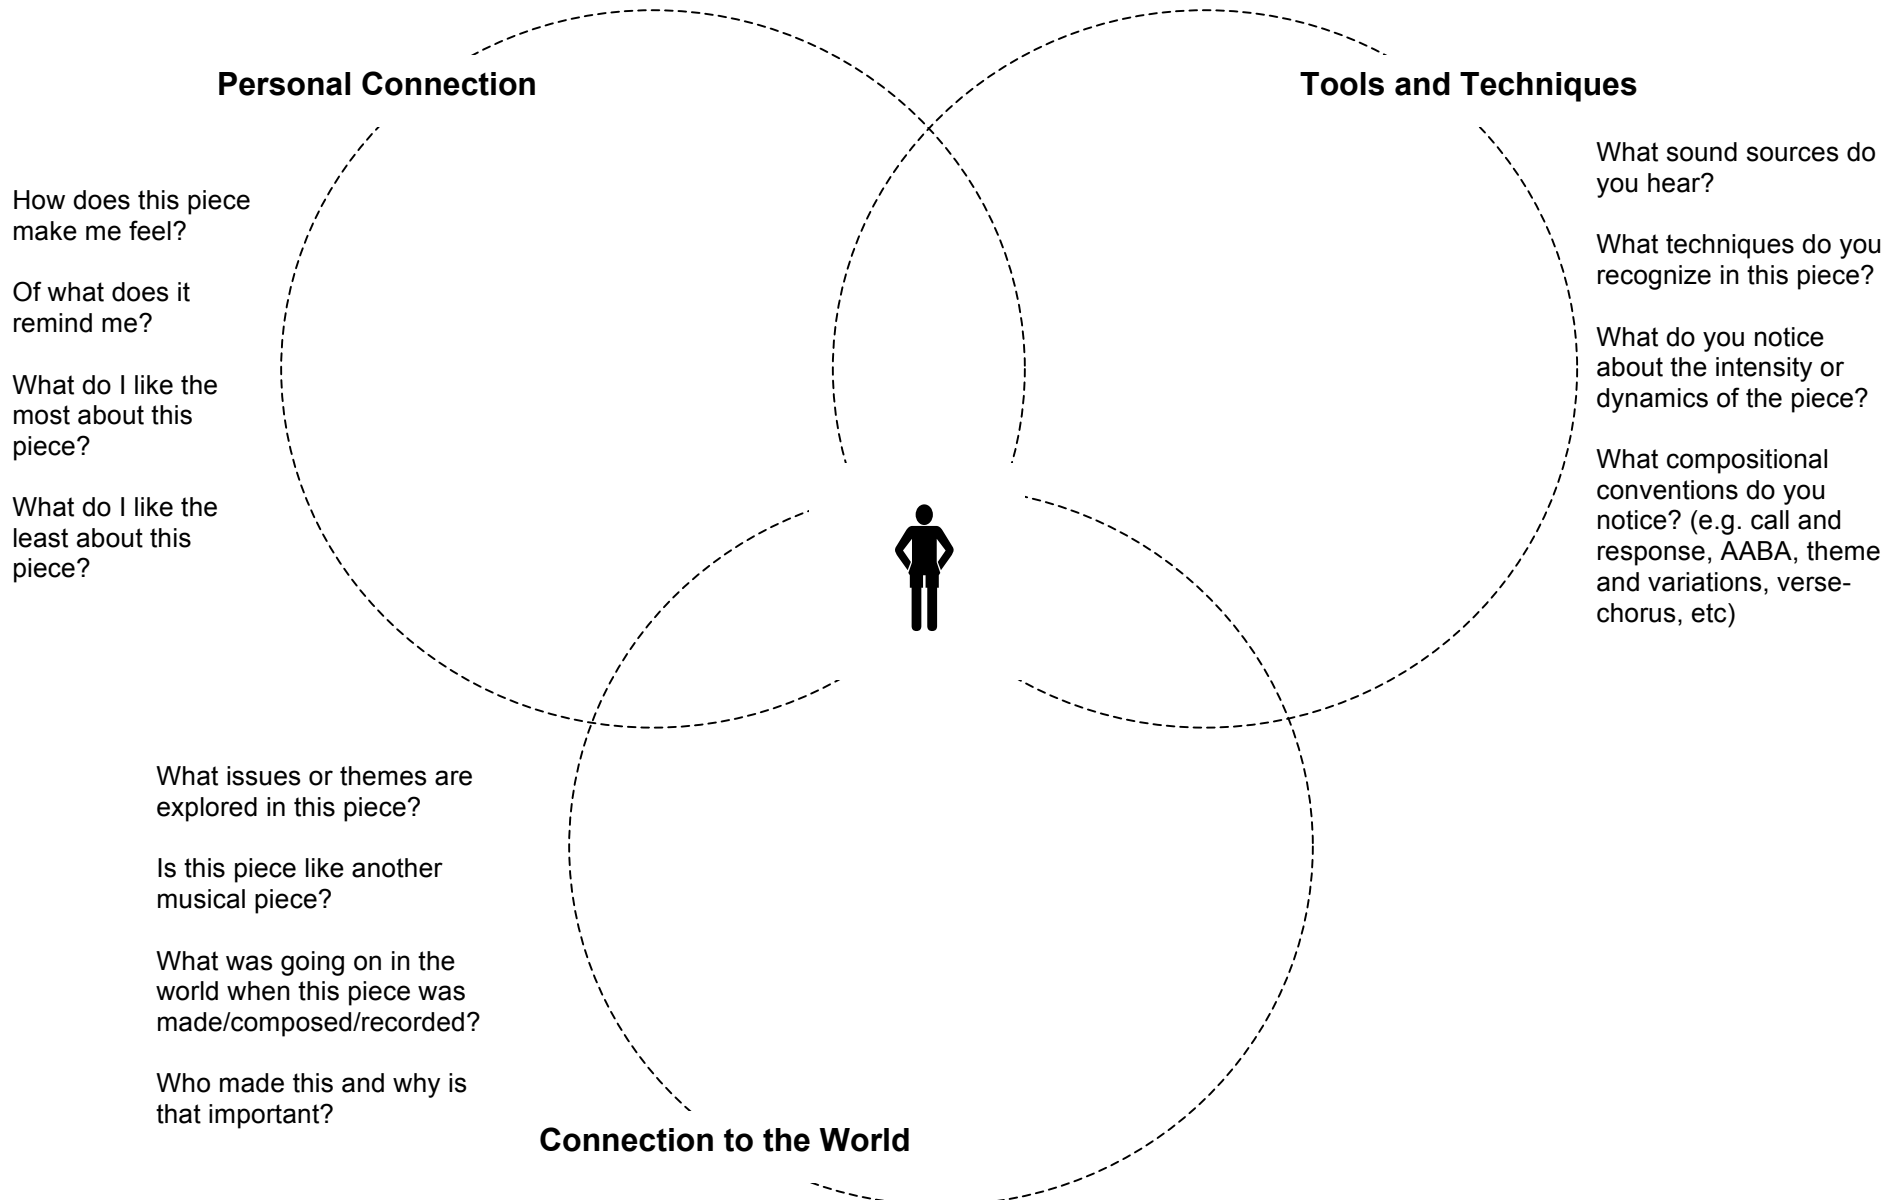 Personal Connection
How does this piece
make me feel?
Of what does it
remind me?
What do I like the
most about this
piece?
What do I like the
least about this
piece?
Tools and Techniques
What sound sources do
you hear?
What techniques do you
recognize in this piece?
What do you notice
about the intensity or
dynamics of the piece?
What compositional
conventions do you
notice? (e.g. call and
response, AABA, theme
and variations, verse-
chorus, etc)
What issues or themes are
explored in this piece?
Is this piece like another
musical piece?
What was going on in the
world when this piece was
made/composed/recorded?
Who made this and why is
that important?
Connection to the World